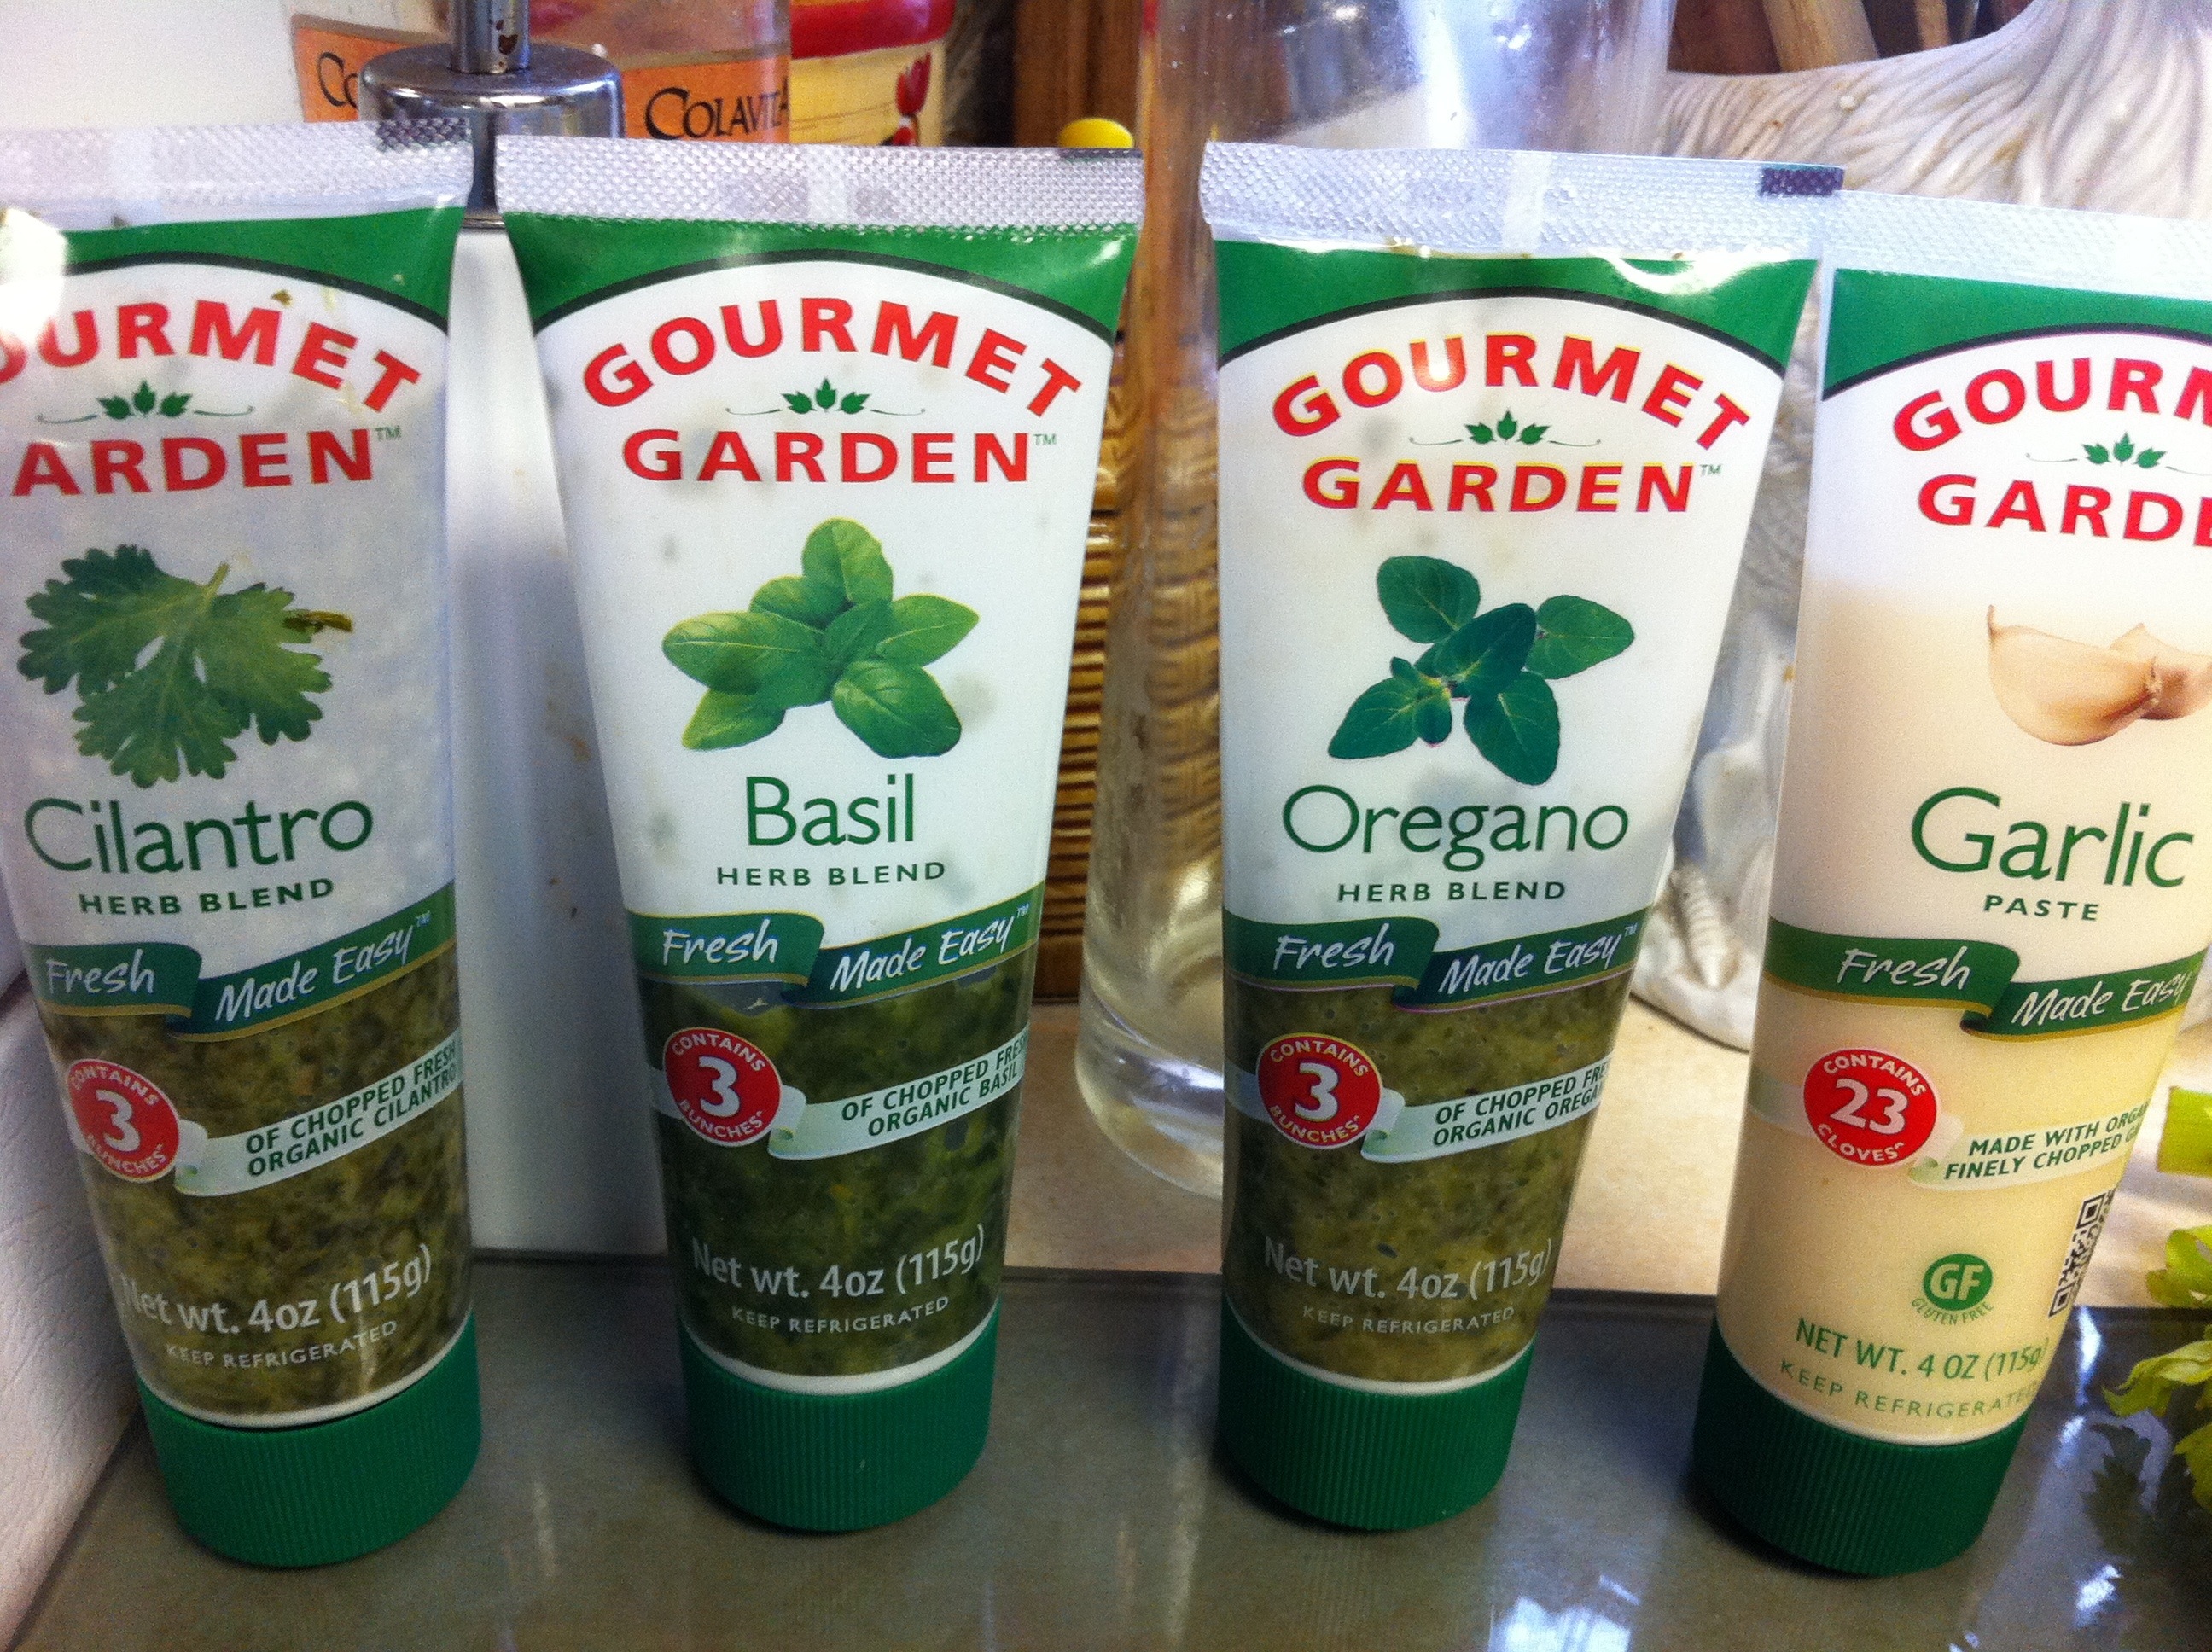 Co
COLAVITA
OURMET
ARDEN™
Cilantro
HERB BLEND
Fresh Made Easy™
CONTAINS
3
BUNCHES^
OF CHOPPED FRESH
ORGANIC CILANTRO
Net wt. 4oz (115g)
KEEP REFRIGERATED
GOURMET
GARDEN™
Basil
HERB BLEND
Fresh Made Easy™
CONTAINS
3
BUNCHES^
OF CHOPPED FRESH
ORGANIC BASIL
Net wt. 4oz (115g)
KEEP REFRIGERATED
GOURMET
GARDEN™
Oregano
HERB BLEND
Fresh Made Easy™
CONTAINS
3
BUNCHES^
OF CHOPPED FRE
ORGANIC OREGA
Net wt. 4oz (115g)
KEEP REFRIGERATED
GOURM
GARDE
Garlic
PASTE
Fresh Made Easy
CONTAINS
23
CLOVES^
MADE WITH ORGA
FINELY CHOPPED
GF
GLUTEN FREE
NET WT. 4 OZ (115g)
KEEP REFRIGERATE